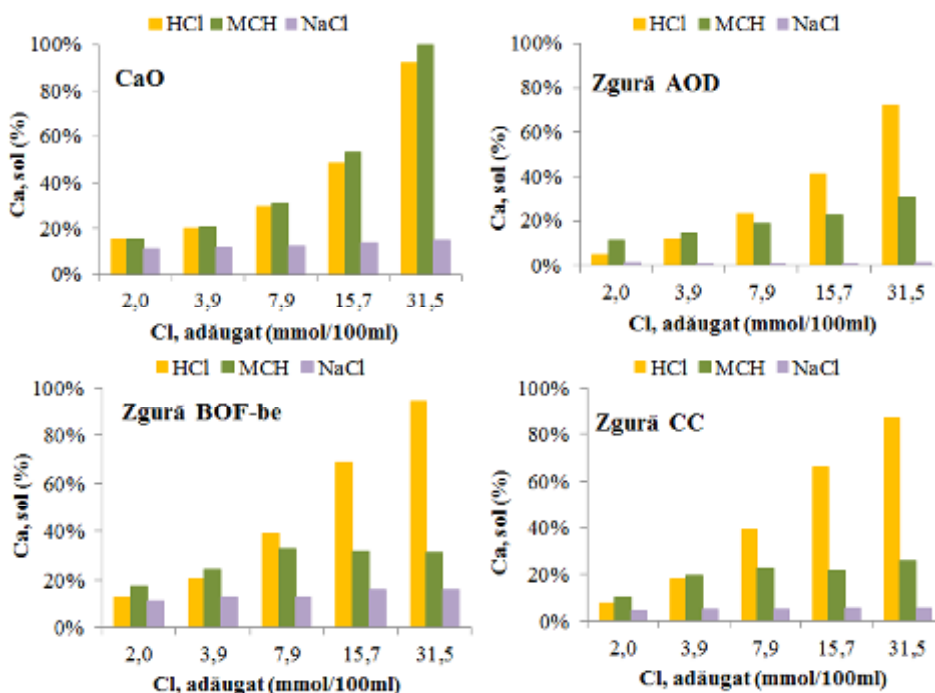 HCl MCH NaCl
CaO
Ca, sol (%)
100%
80%
60%
40%
20%
0%
2,0 3,9 7,9 15,7 31,5
Cl, adăugat (mmol/100ml)
HCl MCH NaCl
Zgură AOD
Ca, sol (%)
100%
80%
60%
40%
20%
0%
2,0 3,9 7,9 15,7 31,5
Cl, adăugat (mmol/100ml)
HCl MCH NaCl
Zgură BOF-be
Ca, sol (%)
100%
80%
60%
40%
20%
0%
2,0 3,9 7,9 15,7 31,5
Cl, adăugat (mmol/100ml)
HCl MCH NaCl
Zgură CC
Ca, sol (%)
100%
80%
60%
40%
20%
0%
2,0 3,9 7,9 15,7 31,5
Cl, adăugat (mmol/100ml)